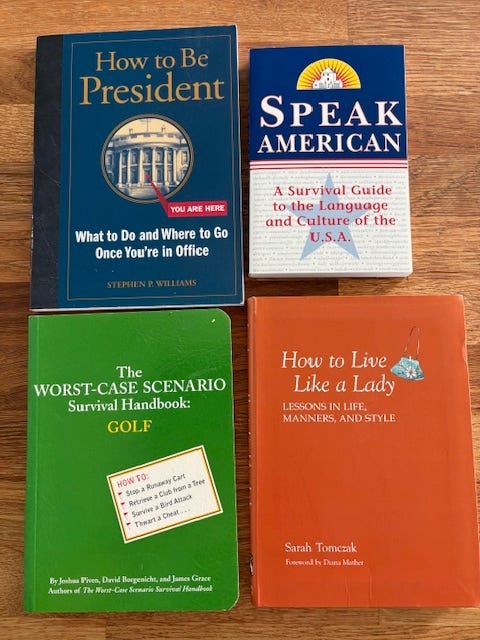 How to Be
President
YOU ARE HERE
What to Do and Where to Go
Once You're in Office
STEPHEN P. WILLIAMS
SPEAK
AMERICAN
A Survival Guide
to the Language
and Culture of the
U.S.A.
The
WORST-CASE SCENARIO
Survival Handbook:
GOLF
HOW TO:
Stop a Runaway Cart
Retrieve a Club from a Tree
Survive a Bird Attack
Thwart a Cheat . . .
By Joshua Piven, David Borgenicht, and James Grace
Authors of The Worst-Case Scenario Survival Handbook
How to Live
Like a Lady
LESSONS IN LIFE,
MANNERS, AND STYLE
Sarah Tomczak
Foreword by Diana Mather